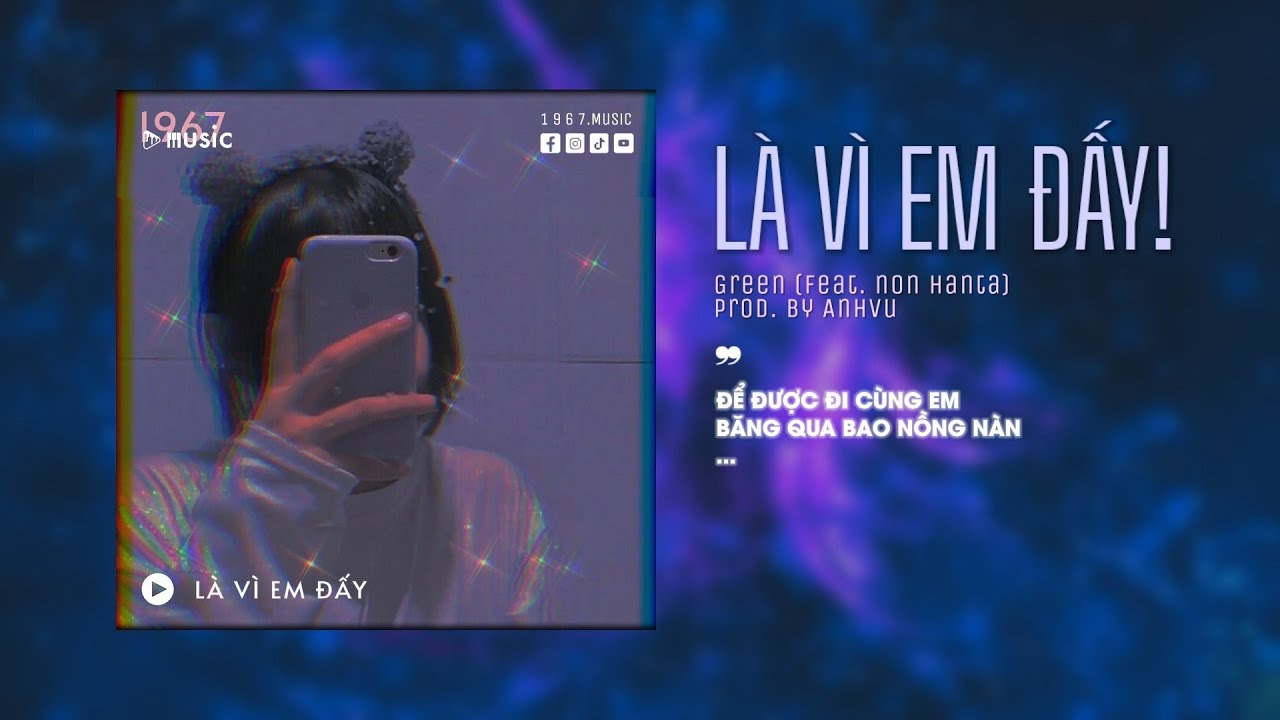 1967
MUSIC
1967.MUSIC
LÀ VÌ EM ĐẤY
LÀ VÌ EM ĐẤY!
Green (feat. non Hanta)
Prod. By AnHVu
ĐỂ ĐƯỢC ĐI CÙNG EM
BĂNG QUA BAO NỒNG NÀN
...